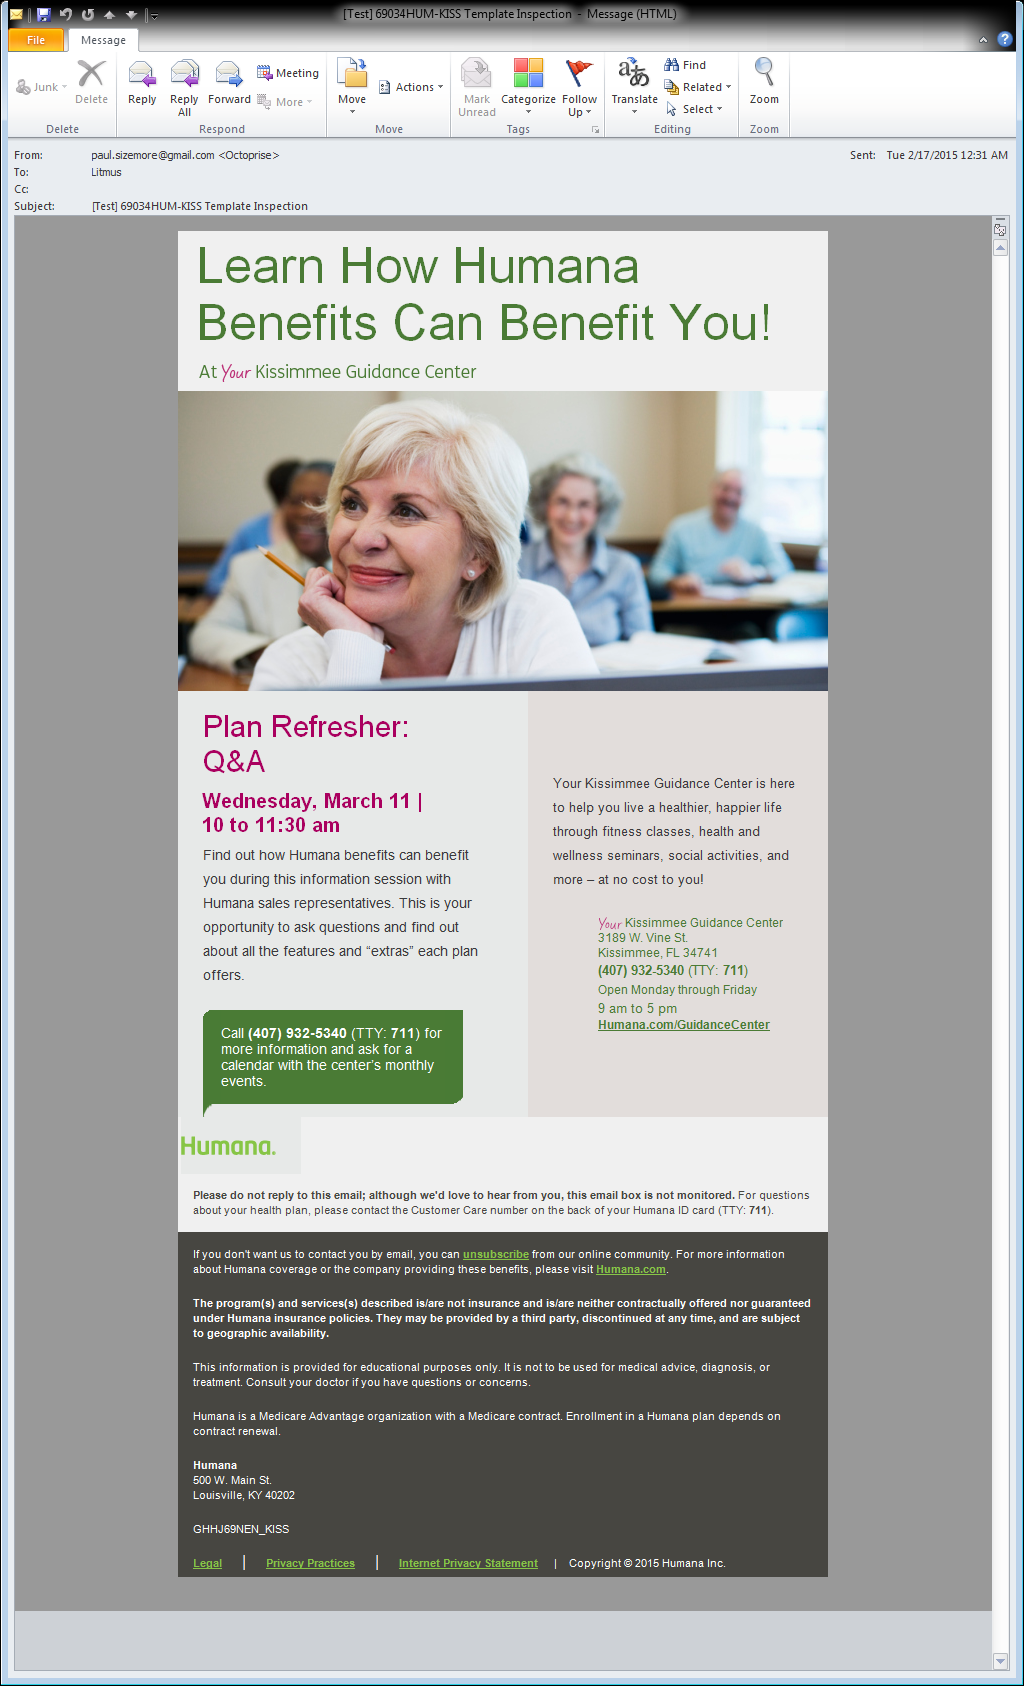 [Test] 69034HUM-KISS Template Inspection - Message (HTML)
File
Message
Junk
Delete
Reply
Reply All
Forward
Meeting
More
Move
Actions
Mark Unread
Categorize
Follow Up
Translate
Find
Related
Select
Zoom
Delete
Respond
Move
Tags
Editing
Zoom
From: paul.sizemore@gmail.com <Octoprise>
Sent: Tue 2/17/2015 12:31 AM
To: Litmus
Cc:
Subject: [Test] 69034HUM-KISS Template Inspection
Learn How Humana
Benefits Can Benefit You!
At Your Kissimmee Guidance Center
Plan Refresher:
Q&A
Wednesday, March 11 |
10 to 11:30 am
Find out how Humana benefits can benefit
you during this information session with
Humana sales representatives. This is your
opportunity to ask questions and find out
about all the features and “extras” each plan
offers.
Call (407) 932-5340 (TTY: 711) for
more information and ask for a
calendar with the center’s monthly
events.
Your Kissimmee Guidance Center is here
to help you live a healthier, happier life
through fitness classes, health and
wellness seminars, social activities, and
more – at no cost to you!
Your Kissimmee Guidance Center
3189 W. Vine St.
Kissimmee, FL 34741
(407) 932-5340 (TTY: 711)
Open Monday through Friday
9 am to 5 pm
Humana.com/GuidanceCenter
Humana.
Please do not reply to this email; although we'd love to hear from you, this email box is not monitored. For questions
about your health plan, please contact the Customer Care number on the back of your Humana ID card (TTY: 711).
If you don't want us to contact you by email, you can unsubscribe from our online community. For more information
about Humana coverage or the company providing these benefits, please visit Humana.com.
The program(s) and services(s) described is/are not insurance and is/are neither contractually offered nor guaranteed
under Humana insurance policies. They may be provided by a third party, discontinued at any time, and are subject
to geographic availability.
This information is provided for educational purposes only. It is not to be used for medical advice, diagnosis, or
treatment. Consult your doctor if you have questions or concerns.
Humana is a Medicare Advantage organization with a Medicare contract. Enrollment in a Humana plan depends on
contract renewal.
Humana
500 W. Main St.
Louisville, KY 40202
GHHJ69NEN_KISS
Legal | Privacy Practices | Internet Privacy Statement | Copyright © 2015 Humana Inc.